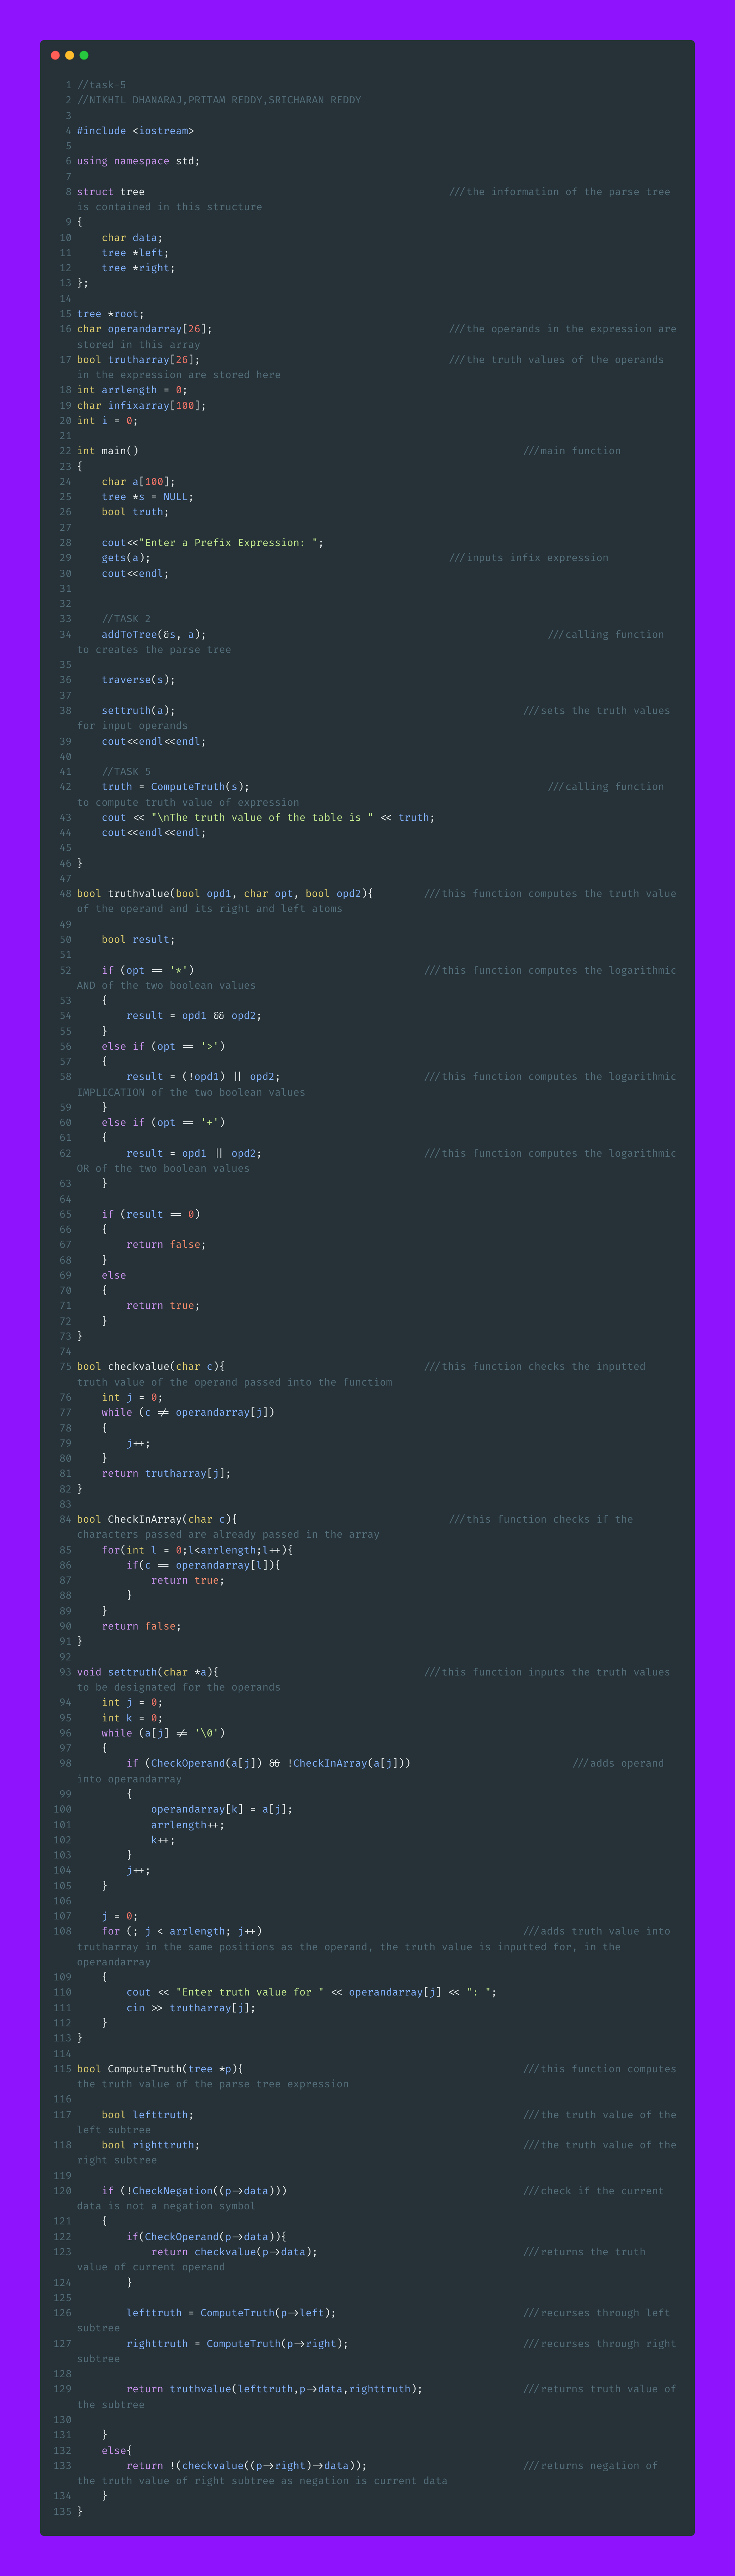 1 //task-5
2 //NIKHIL DHANARAJ,PRITAM REDDY,SRICHARAN REDDY
3
4 #include <iostream>
5
6 using namespace std;
7
8 struct tree ///the information of the parse tree
is contained in this structure
9 {
10 char data;
11 tree *left;
12 tree *right;
13 };
14
15 tree *root;
16 char operandarray[26]; ///the operands in the expression are
stored in this array
17 bool trutharray[26]; ///the truth values of the operands
in the expression are stored here
18 int arrlength = 0;
19 char infixarray[100];
20 int i = 0;
21
22 int main() ///main function
23 {
24 char a[100];
25 tree *s = NULL;
26 bool truth;
27
28 cout<<"Enter a Prefix Expression: ";
29 gets(a); ///inputs infix expression
30 cout<<endl;
31
32
33 //TASK 2
34 addToTree(&s, a); ///calling function
to creates the parse tree
35
36 traverse(s);
37
38 settruth(a); ///sets the truth values
for input operands
39 cout<<endl<<endl;
40
41 //TASK 5
42 truth = ComputeTruth(s); ///calling function
to compute truth value of expression
43 cout << "\nThe truth value of the table is " << truth;
44 cout<<endl<<endl;
45
46 }
47
48 bool truthvalue(bool opd1, char opt, bool opd2){ ///this function computes the truth value
of the operand and its right and left atoms
49
50 bool result;
51
52 if (opt == '*') ///this function computes the logarithmic
AND of the two boolean values
53 {
54 result = opd1 && opd2;
55 }
56 else if (opt == '>')
57 {
58 result = (!opd1) || opd2; ///this function computes the logarithmic
IMPLICATION of the two boolean values
59 }
60 else if (opt == '+')
61 {
62 result = opd1 || opd2; ///this function computes the logarithmic
OR of the two boolean values
63 }
64
65 if (result == 0)
66 {
67 return false;
68 }
69 else
70 {
71 return true;
72 }
73 }
74
75 bool checkvalue(char c){ ///this function checks the inputted
truth value of the operand passed into the functiom
76 int j = 0;
77 while (c != operandarray[j])
78 {
79 j++;
80 }
81 return trutharray[j];
82 }
83
84 bool CheckInArray(char c){ ///this function checks if the
characters passed are already passed in the array
85 for(int l = 0;l<arrlength;l++){
86 if(c == operandarray[l]){
87 return true;
88 }
89 }
90 return false;
91 }
92
93 void settruth(char *a){ ///this function inputs the truth values
to be designated for the operands
94 int j = 0;
95 int k = 0;
96 while (a[j] != '\0')
97 {
98 if (CheckOperand(a[j]) && !CheckInArray(a[j])) ///adds operand
into operandarray
99 {
100 operandarray[k] = a[j];
101 arrlength++;
102 k++;
103 }
104 j++;
105 }
106
107 j = 0;
108 for (; j < arrlength; j++) ///adds truth value into
trutharray in the same positions as the operand, the truth value is inputted for, in the
operandarray
109 {
110 cout << "Enter truth value for " << operandarray[j] << ": ";
111 cin >> trutharray[j];
112 }
113 }
114
115 bool ComputeTruth(tree *p){ ///this function computes
the truth value of the parse tree expression
116
117 bool lefttruth; ///the truth value of the
left subtree
118 bool righttruth; ///the truth value of the
right subtree
119
120 if (!CheckNegation((p->data))) ///check if the current
data is not a negation symbol
121 {
122 if(CheckOperand(p->data)){
123 return checkvalue(p->data); ///returns the truth
value of current operand
124 }
125
126 lefttruth = ComputeTruth(p->left); ///recurses through left
subtree
127 righttruth = ComputeTruth(p->right); ///recurses through right
subtree
128
129 return truthvalue(lefttruth,p->data,righttruth); ///returns truth value of
the subtree
130
131 }
132 else{
133 return !(checkvalue((p->right)->data)); ///returns negation of
the truth value of right subtree as negation is current data
134 }
135 }